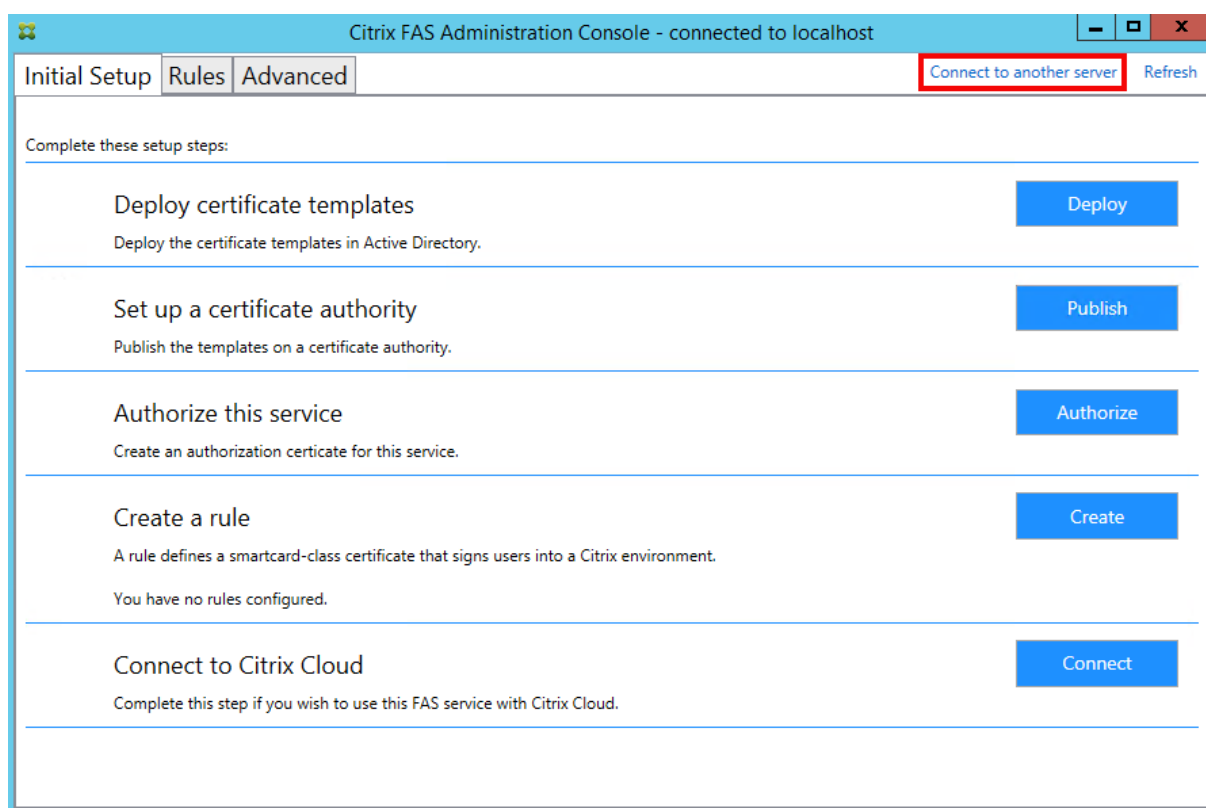 Citrix FAS Administration Console - connected to localhost
Initial Setup Rules Advanced Connect to another server Refresh
Complete these setup steps:
Deploy certificate templates
Deploy
Deploy the certificate templates in Active Directory.
Set up a certificate authority
Publish
Publish the templates on a certificate authority.
Authorize this service
Authorize
Create an authorization certicate for this service.
Create a rule
Create
A rule defines a smartcard-class certificate that signs users into a Citrix environment.
You have no rules configured.
Connect to Citrix Cloud
Connect
Complete this step if you wish to use this FAS service with Citrix Cloud.